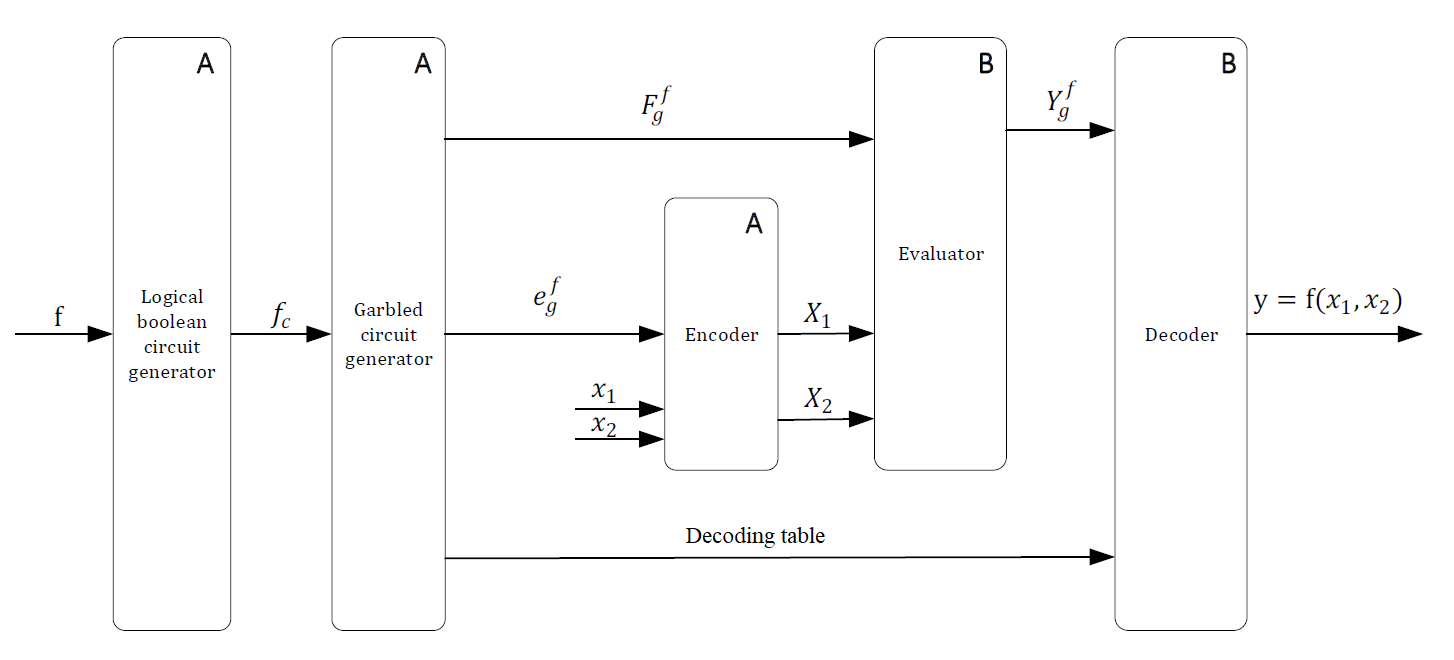 A
A
B
B
F_g^f
Y_g^f
A
Evaluator
f
Logical
boolean
circuit
generator
f_c
Garbled
circuit
generator
e_g^f
Encoder
X_1
Decoder
y = f(x_1, x_2)
x_1
x_2
X_2
Decoding table